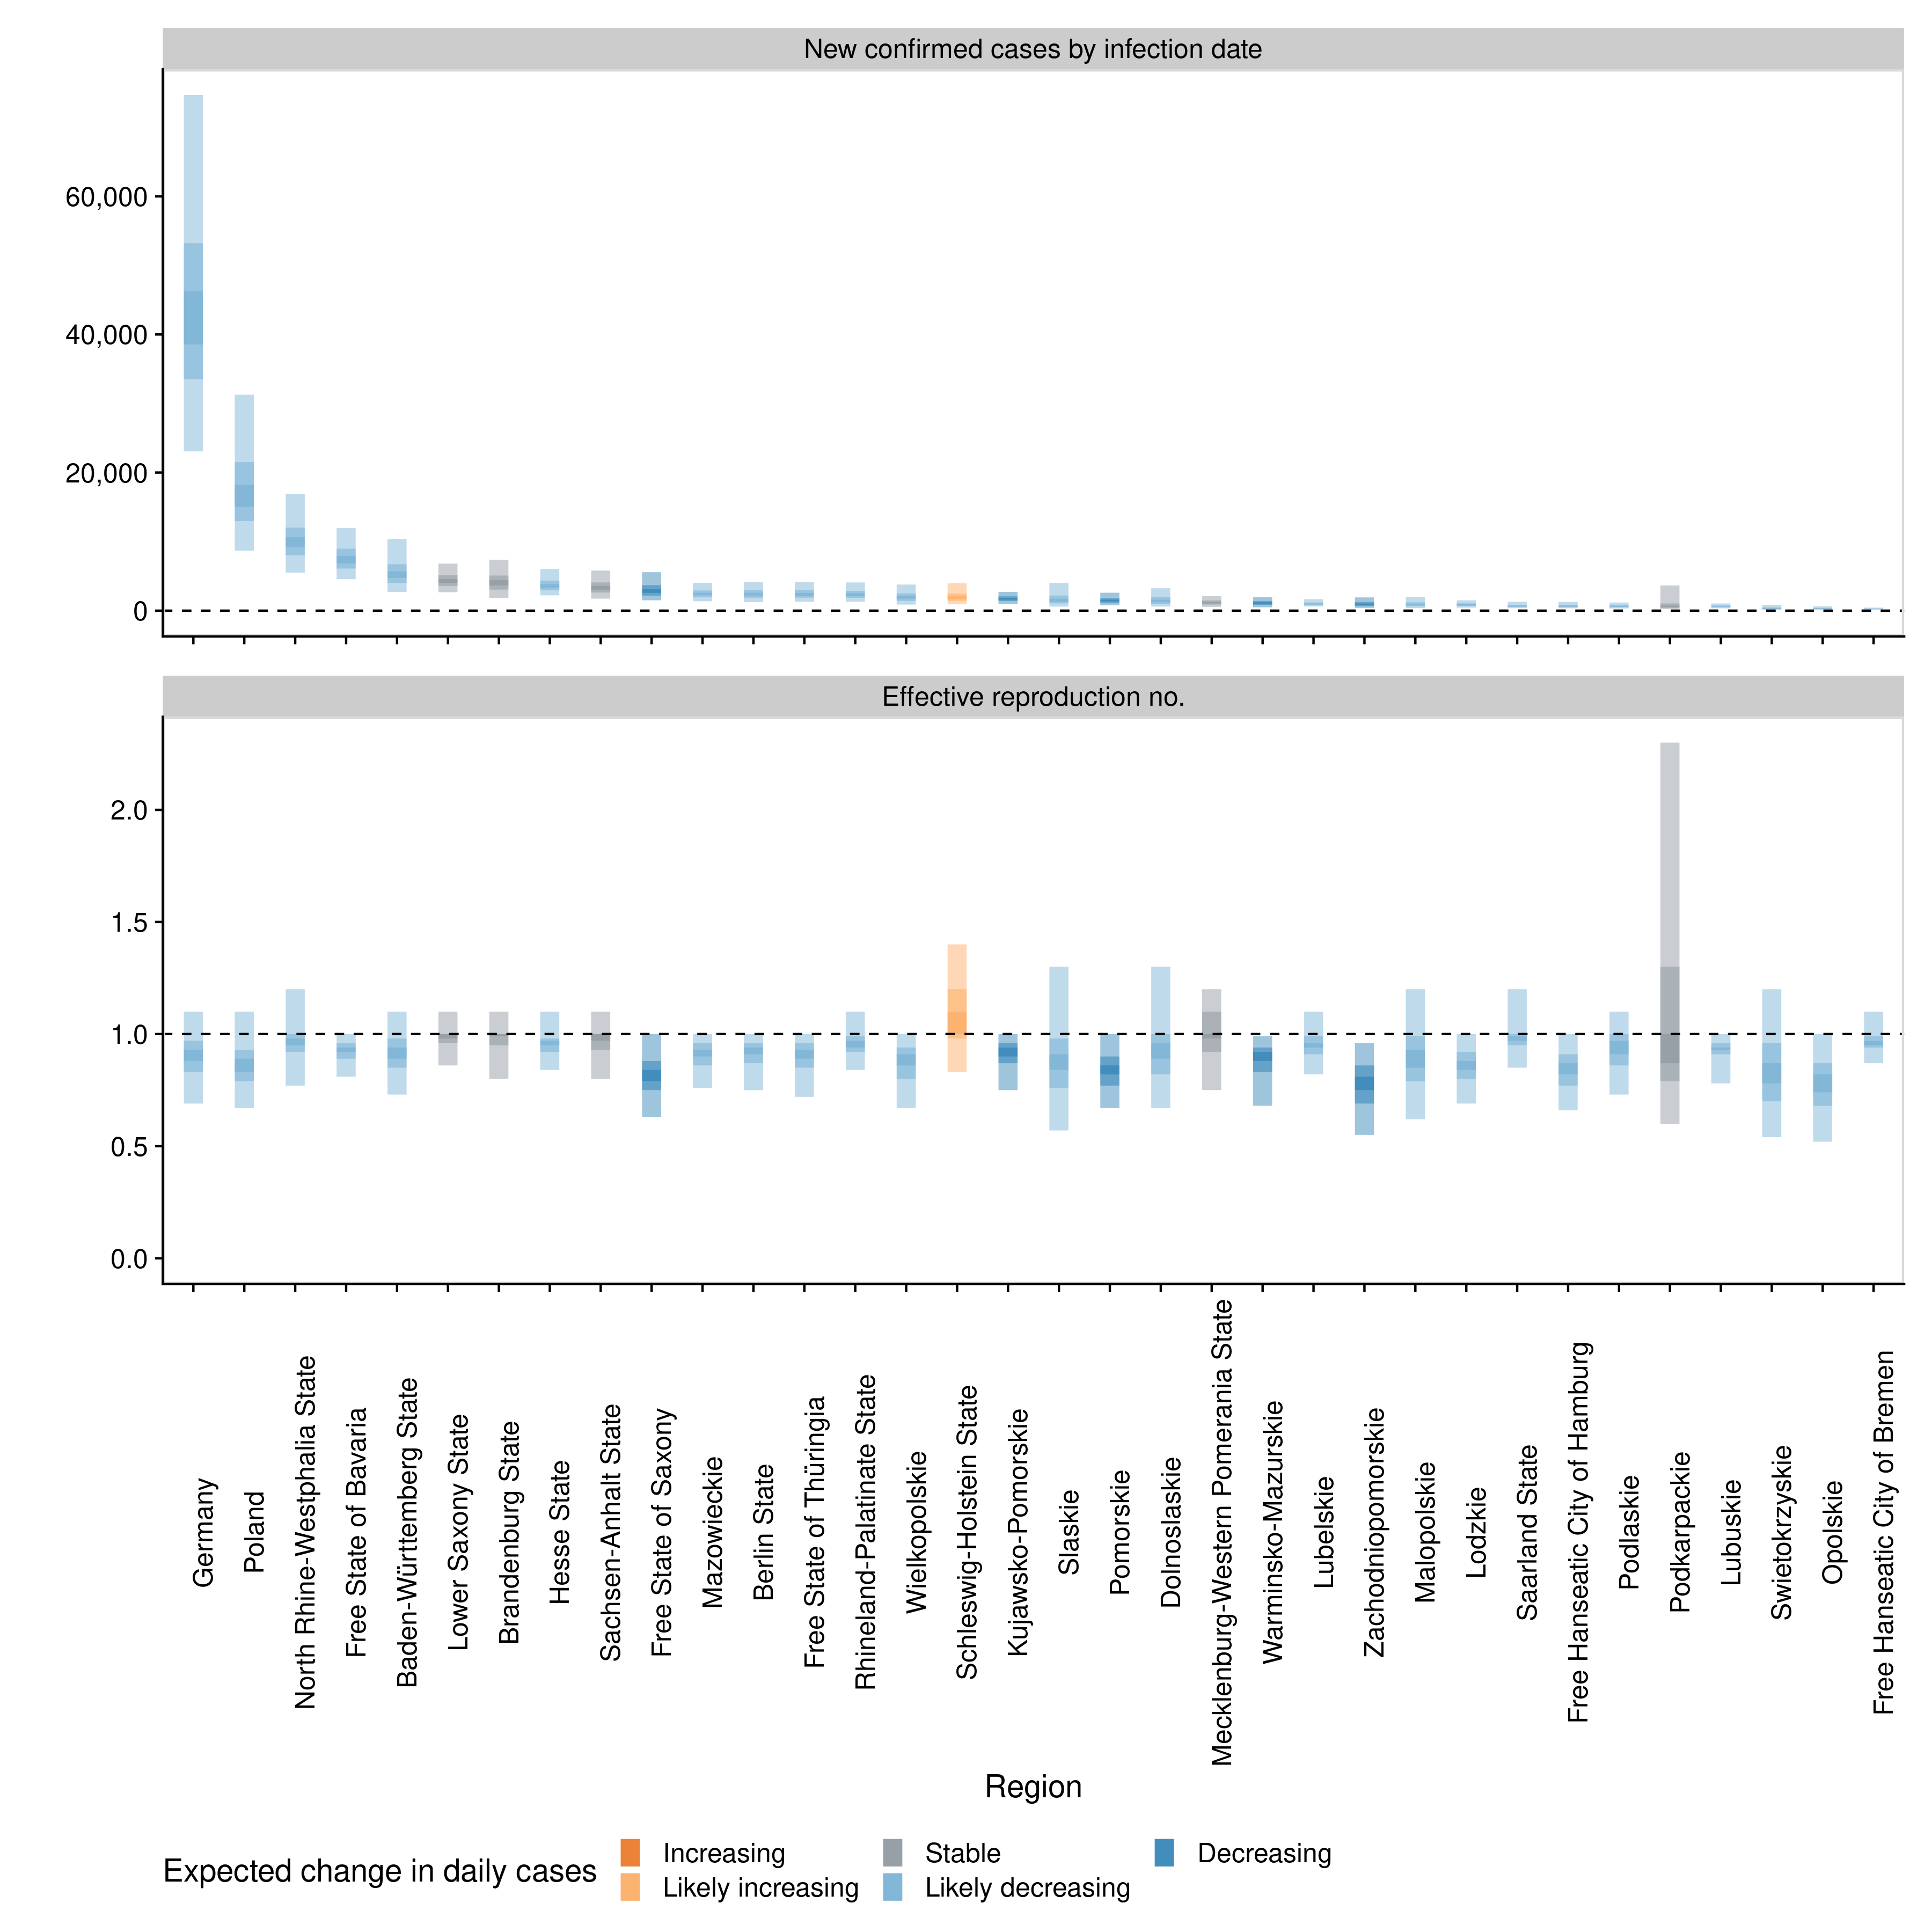 New confirmed cases by infection date
60,000
40,000
20,000
0
Effective reproduction no.
2.0
1.5
1.0
0.5
0.0
Germany
Poland
North Rhine-Westphalia State
Free State of Bavaria
Baden-Württemberg State
Lower Saxony State
Brandenburg State
Hesse State
Sachsen-Anhalt State
Free State of Saxony
Mazowieckie
Berlin State
Free State of Thüringia
Rhineland-Palatinate State
Wielkopolskie
Schleswig-Holstein State
Kujawsko-Pomorskie
Slaskie
Pomorskie
Dolnoslaskie
Mecklenburg-Western Pomerania State
Warminsko-Mazurskie
Lubelskie
Zachodniopomorskie
Malopolskie
Lodzkie
Saarland State
Free Hanseatic City of Hamburg
Podlaskie
Podkarpackie
Lubuskie
Swietokrzyskie
Opolskie
Free Hanseatic City of Bremen
Region
Expected change in daily cases
Increasing
Likely increasing
Stable
Likely decreasing
Decreasing